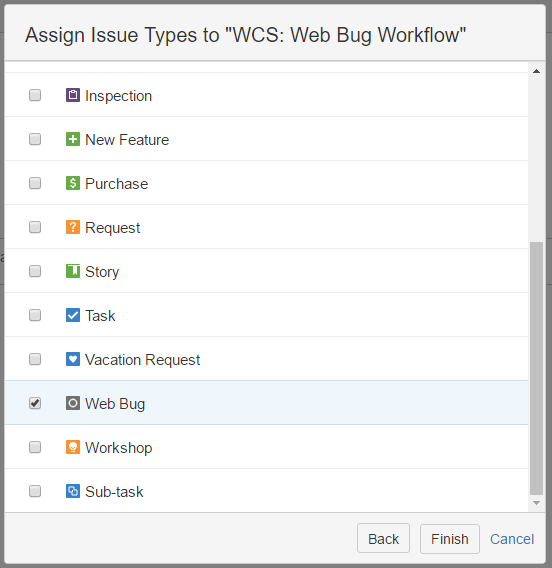 Assign Issue Types to "WCS: Web Bug Workflow"
Inspection
New Feature
$ Purchase
? Request
Story
Task
Vacation Request
Web Bug
Workshop
Sub-task
Back Finish Cancel